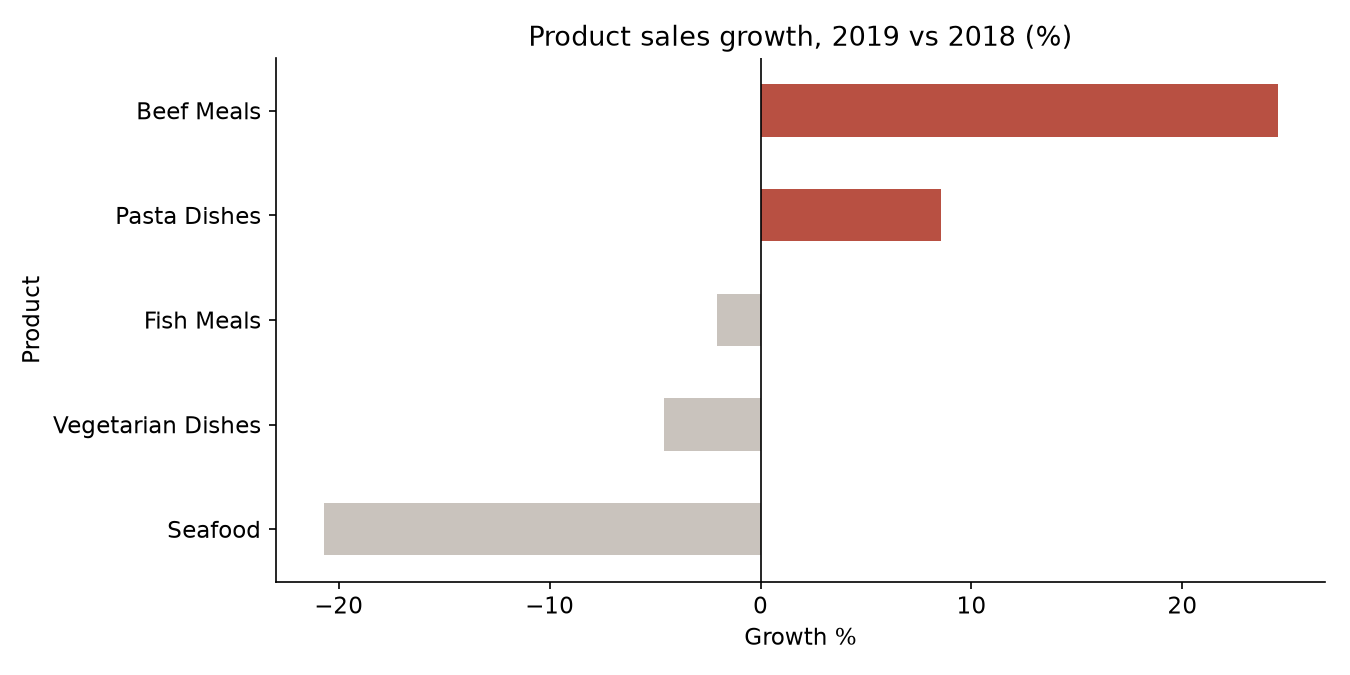 Product sales growth, 2019 vs 2018 (%)
Product
Beef Meals
Pasta Dishes
Fish Meals
Vegetarian Dishes
Seafood
−20 −10 0 10 20
Growth %